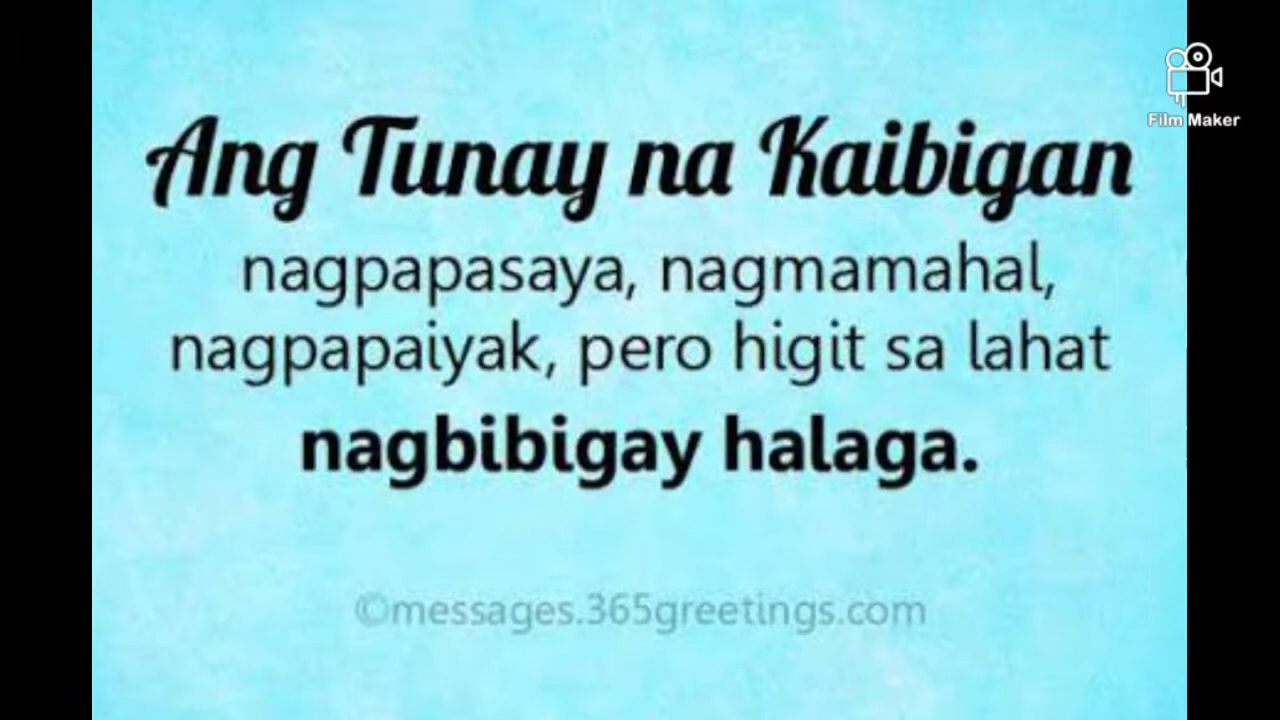 Ang Tunay na Kaibigan
nagpapasaya, nagmamahal,
nagpapaiyak, pero higit sa lahat
nagbibigay halaga.
©messages.365greetings.com
Film Maker